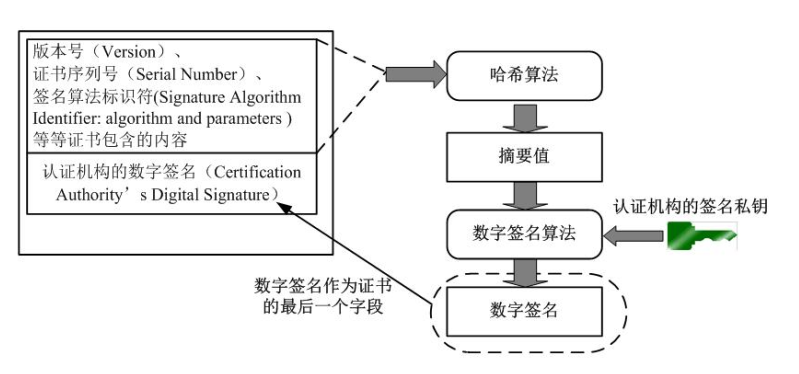 版本号（Version）、
证书序列号（Serial Number）、
签名算法标识符(Signature Algorithm
Identifier: algorithm and parameters )
等等证书包含的内容
认证机构的数字签名（Certification
Authority’s Digital Signature）
哈希算法
摘要值
认证机构的签名私钥
数字签名算法
数字签名作为证书
的最后一个字段
数字签名